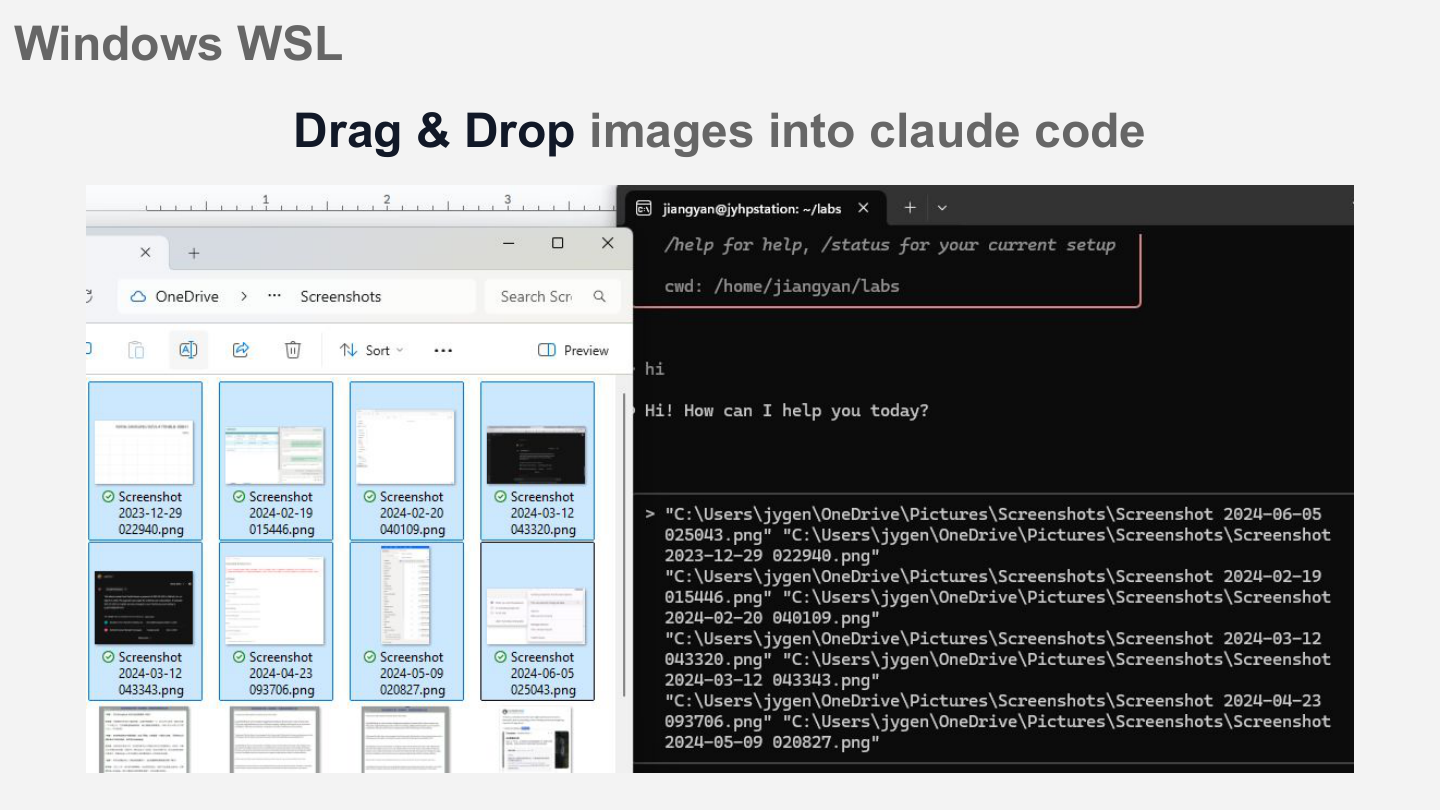 Windows WSL
Drag & Drop images into claude code
1 2 3
OneDrive > ··· Screenshots
Search Scr
Sort
Preview
Screenshot
2023-12-29
022940.png
Screenshot
2024-02-19
015446.png
Screenshot
2024-02-20
040109.png
Screenshot
2024-03-12
043320.png
Screenshot
2024-03-12
043343.png
Screenshot
2024-04-23
093706.png
Screenshot
2024-05-09
020827.png
Screenshot
2024-06-05
025043.png
jiangyan@jyhpstation: ~/labs
/help for help, /status for your current setup
cwd: /home/jiangyan/labs
hi
Hi! How can I help you today?
> "C:\Users\jygen\OneDrive\Pictures\Screenshots\Screenshot 2024-06-05
025043.png" "C:\Users\jygen\OneDrive\Pictures\Screenshots\Screenshot
2023-12-29 022940.png"
"C:\Users\jygen\OneDrive\Pictures\Screenshots\Screenshot 2024-02-19
015446.png" "C:\Users\jygen\OneDrive\Pictures\Screenshots\Screenshot
2024-02-20 040109.png"
"C:\Users\jygen\OneDrive\Pictures\Screenshots\Screenshot 2024-03-12
043320.png" "C:\Users\jygen\OneDrive\Pictures\Screenshots\Screenshot
2024-03-12 043343.png"
"C:\Users\jygen\OneDrive\Pictures\Screenshots\Screenshot 2024-04-23
093706.png" "C:\Users\jygen\OneDrive\Pictures\Screenshots\Screenshot
2024-05-09 020827.png"